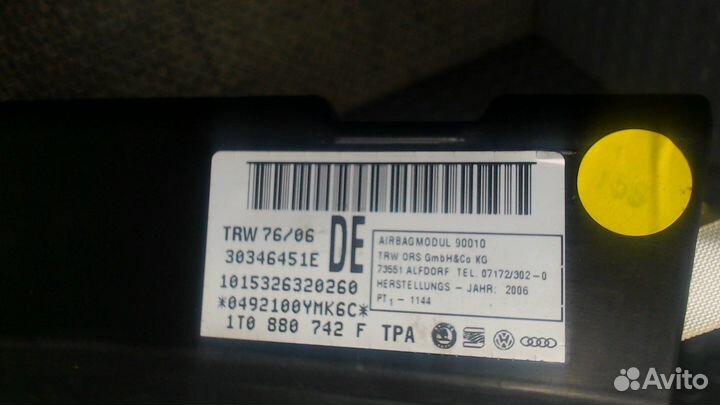 TRW 76/06
DE
30346451E
1015326320260
*0492100YMK6C*
1T0 880 742 F TPA
AIRBAGMODUL 90010
TRW ORS GmbH&Co KG
73551 ALFDORF TEL. 07172/302-0
HERSTELLUNGS - JAHR: 2006
PT1 - 1144
Avito